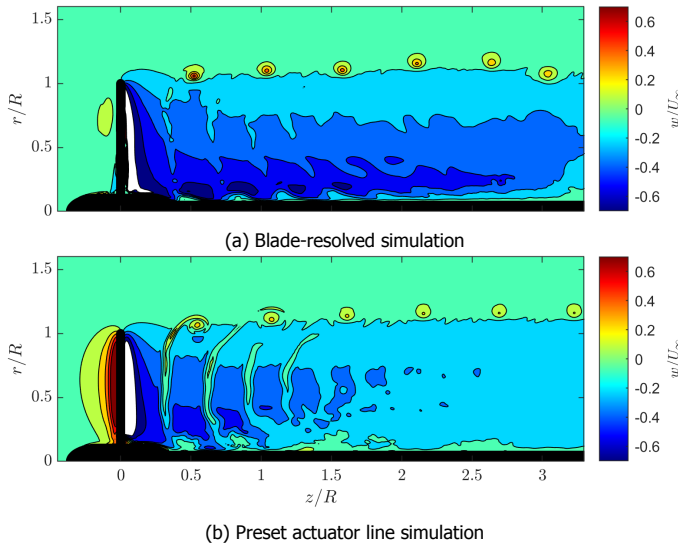 1.5
1
0.5
0
r/R
0.6
0.4
0.2
0
-0.2
-0.4
-0.6
w/U∞
(a) Blade-resolved simulation
1.5
1
0.5
0
r/R
0 0.5 1 1.5 2 2.5 3
z/R
0.6
0.4
0.2
0
-0.2
-0.4
-0.6
w/U∞
(b) Preset actuator line simulation